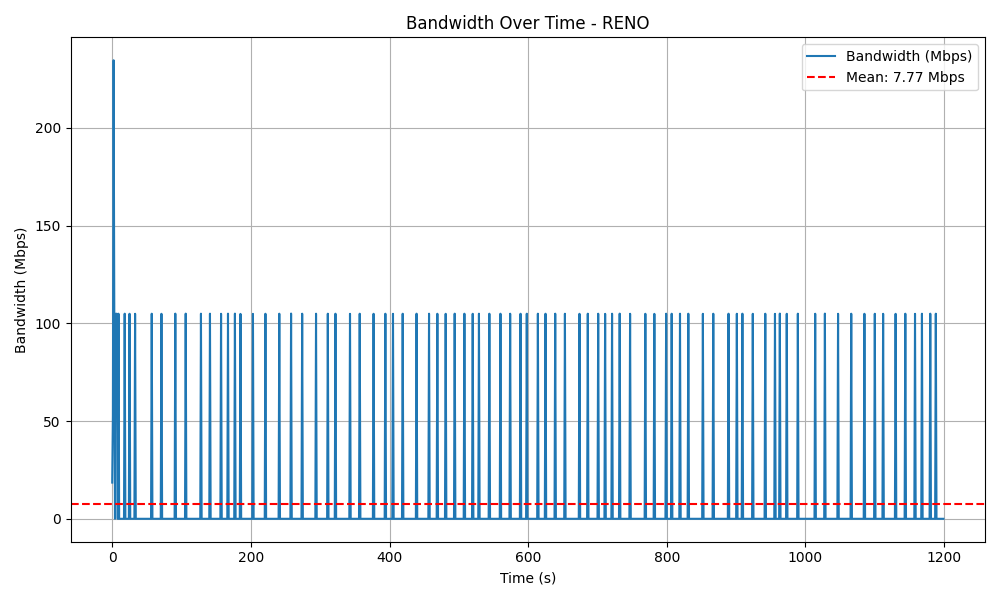 Bandwidth Over Time - RENO
Bandwidth (Mbps)
Mean: 7.77 Mbps
Bandwidth (Mbps)
200
150
100
50
0
0 200 400 600 800 1000 1200
Time (s)